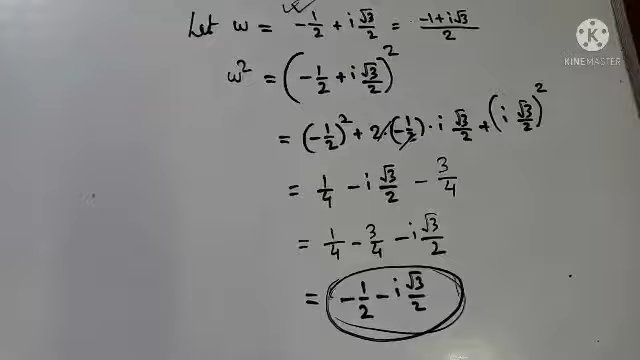 Let w = -1/2 + i √3/2 = -1+i√3/2
w² = (-1/2 + i √3/2)²
= (-1/2)² + 2·(-1/2)·i √3/2 + (i √3/2)²
= 1/4 - i √3/2 - 3/4
= 1/4 - 3/4 - i √3/2
= -1/2 - i √3/2
KINEMASTER